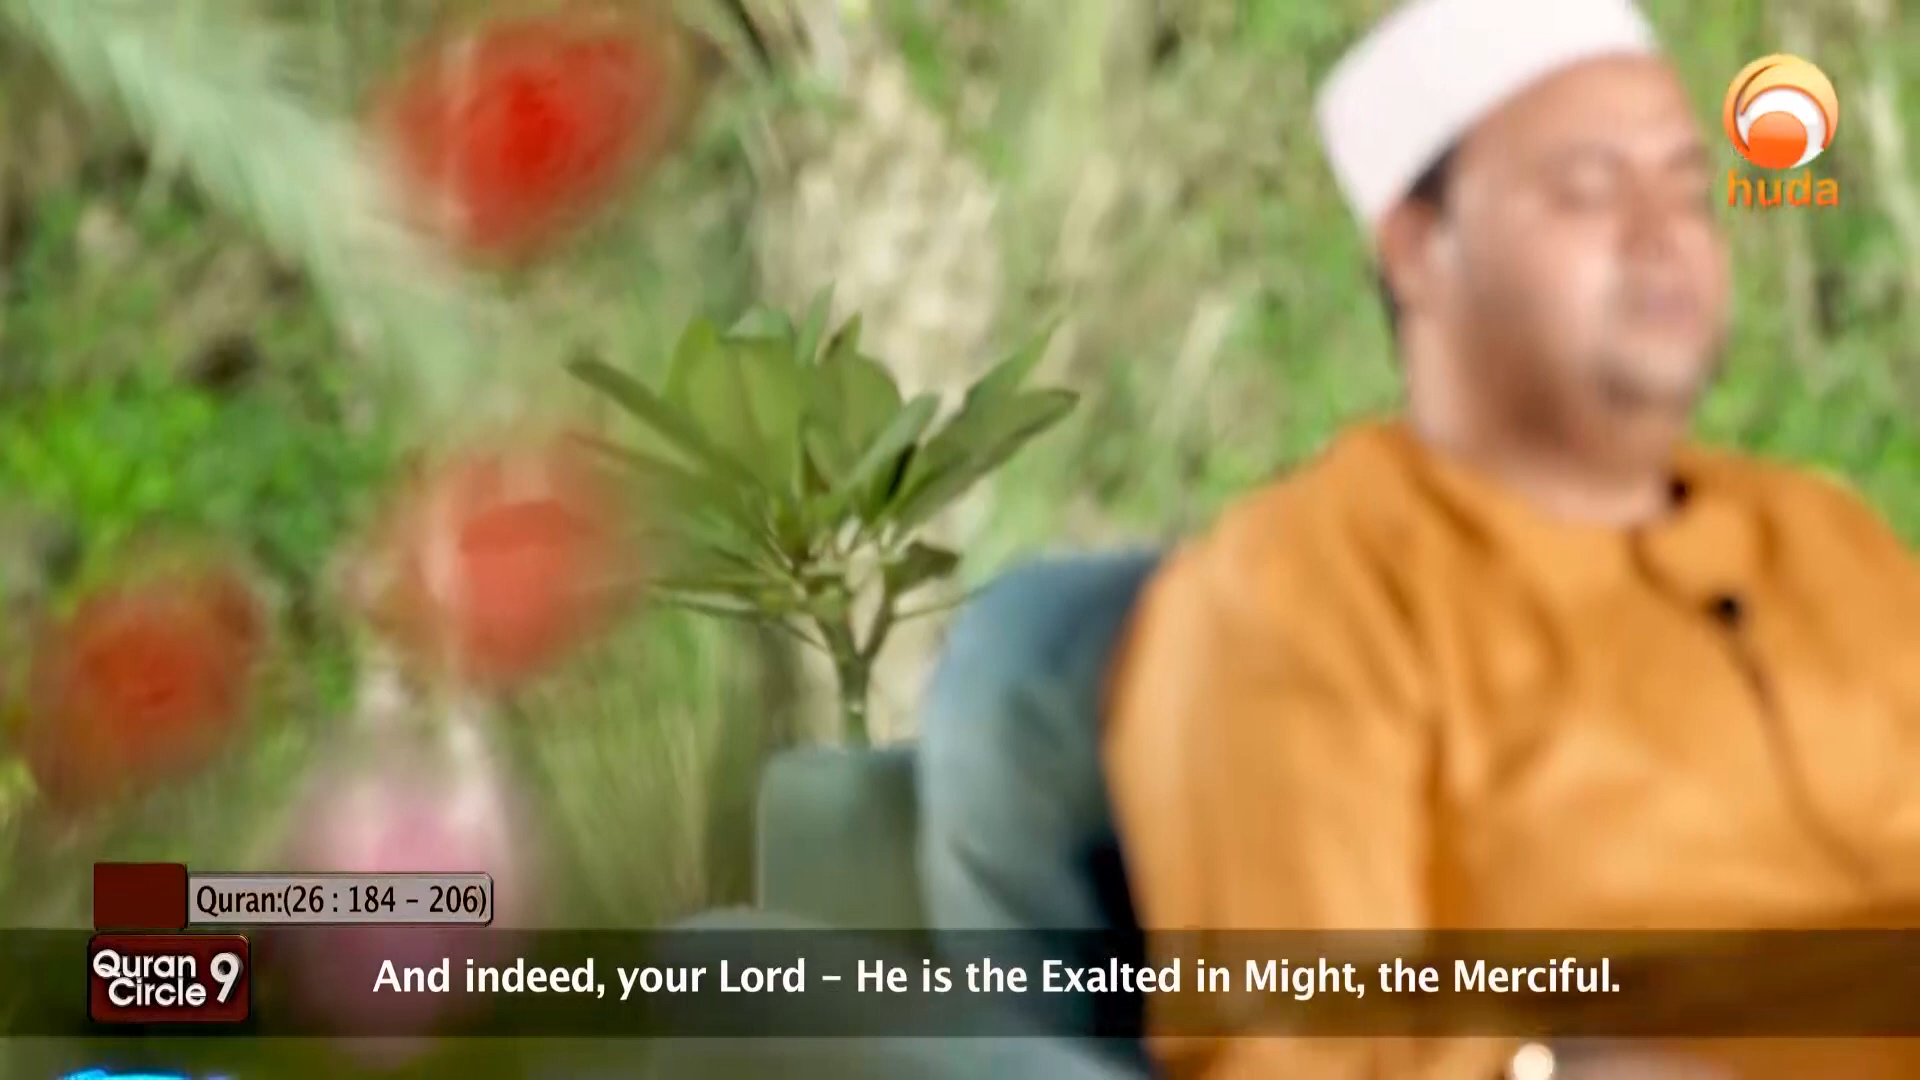 huda
Quran:(26 : 184 – 206)
Quran
Circle 9
And indeed, your Lord – He is the Exalted in Might, the Merciful.